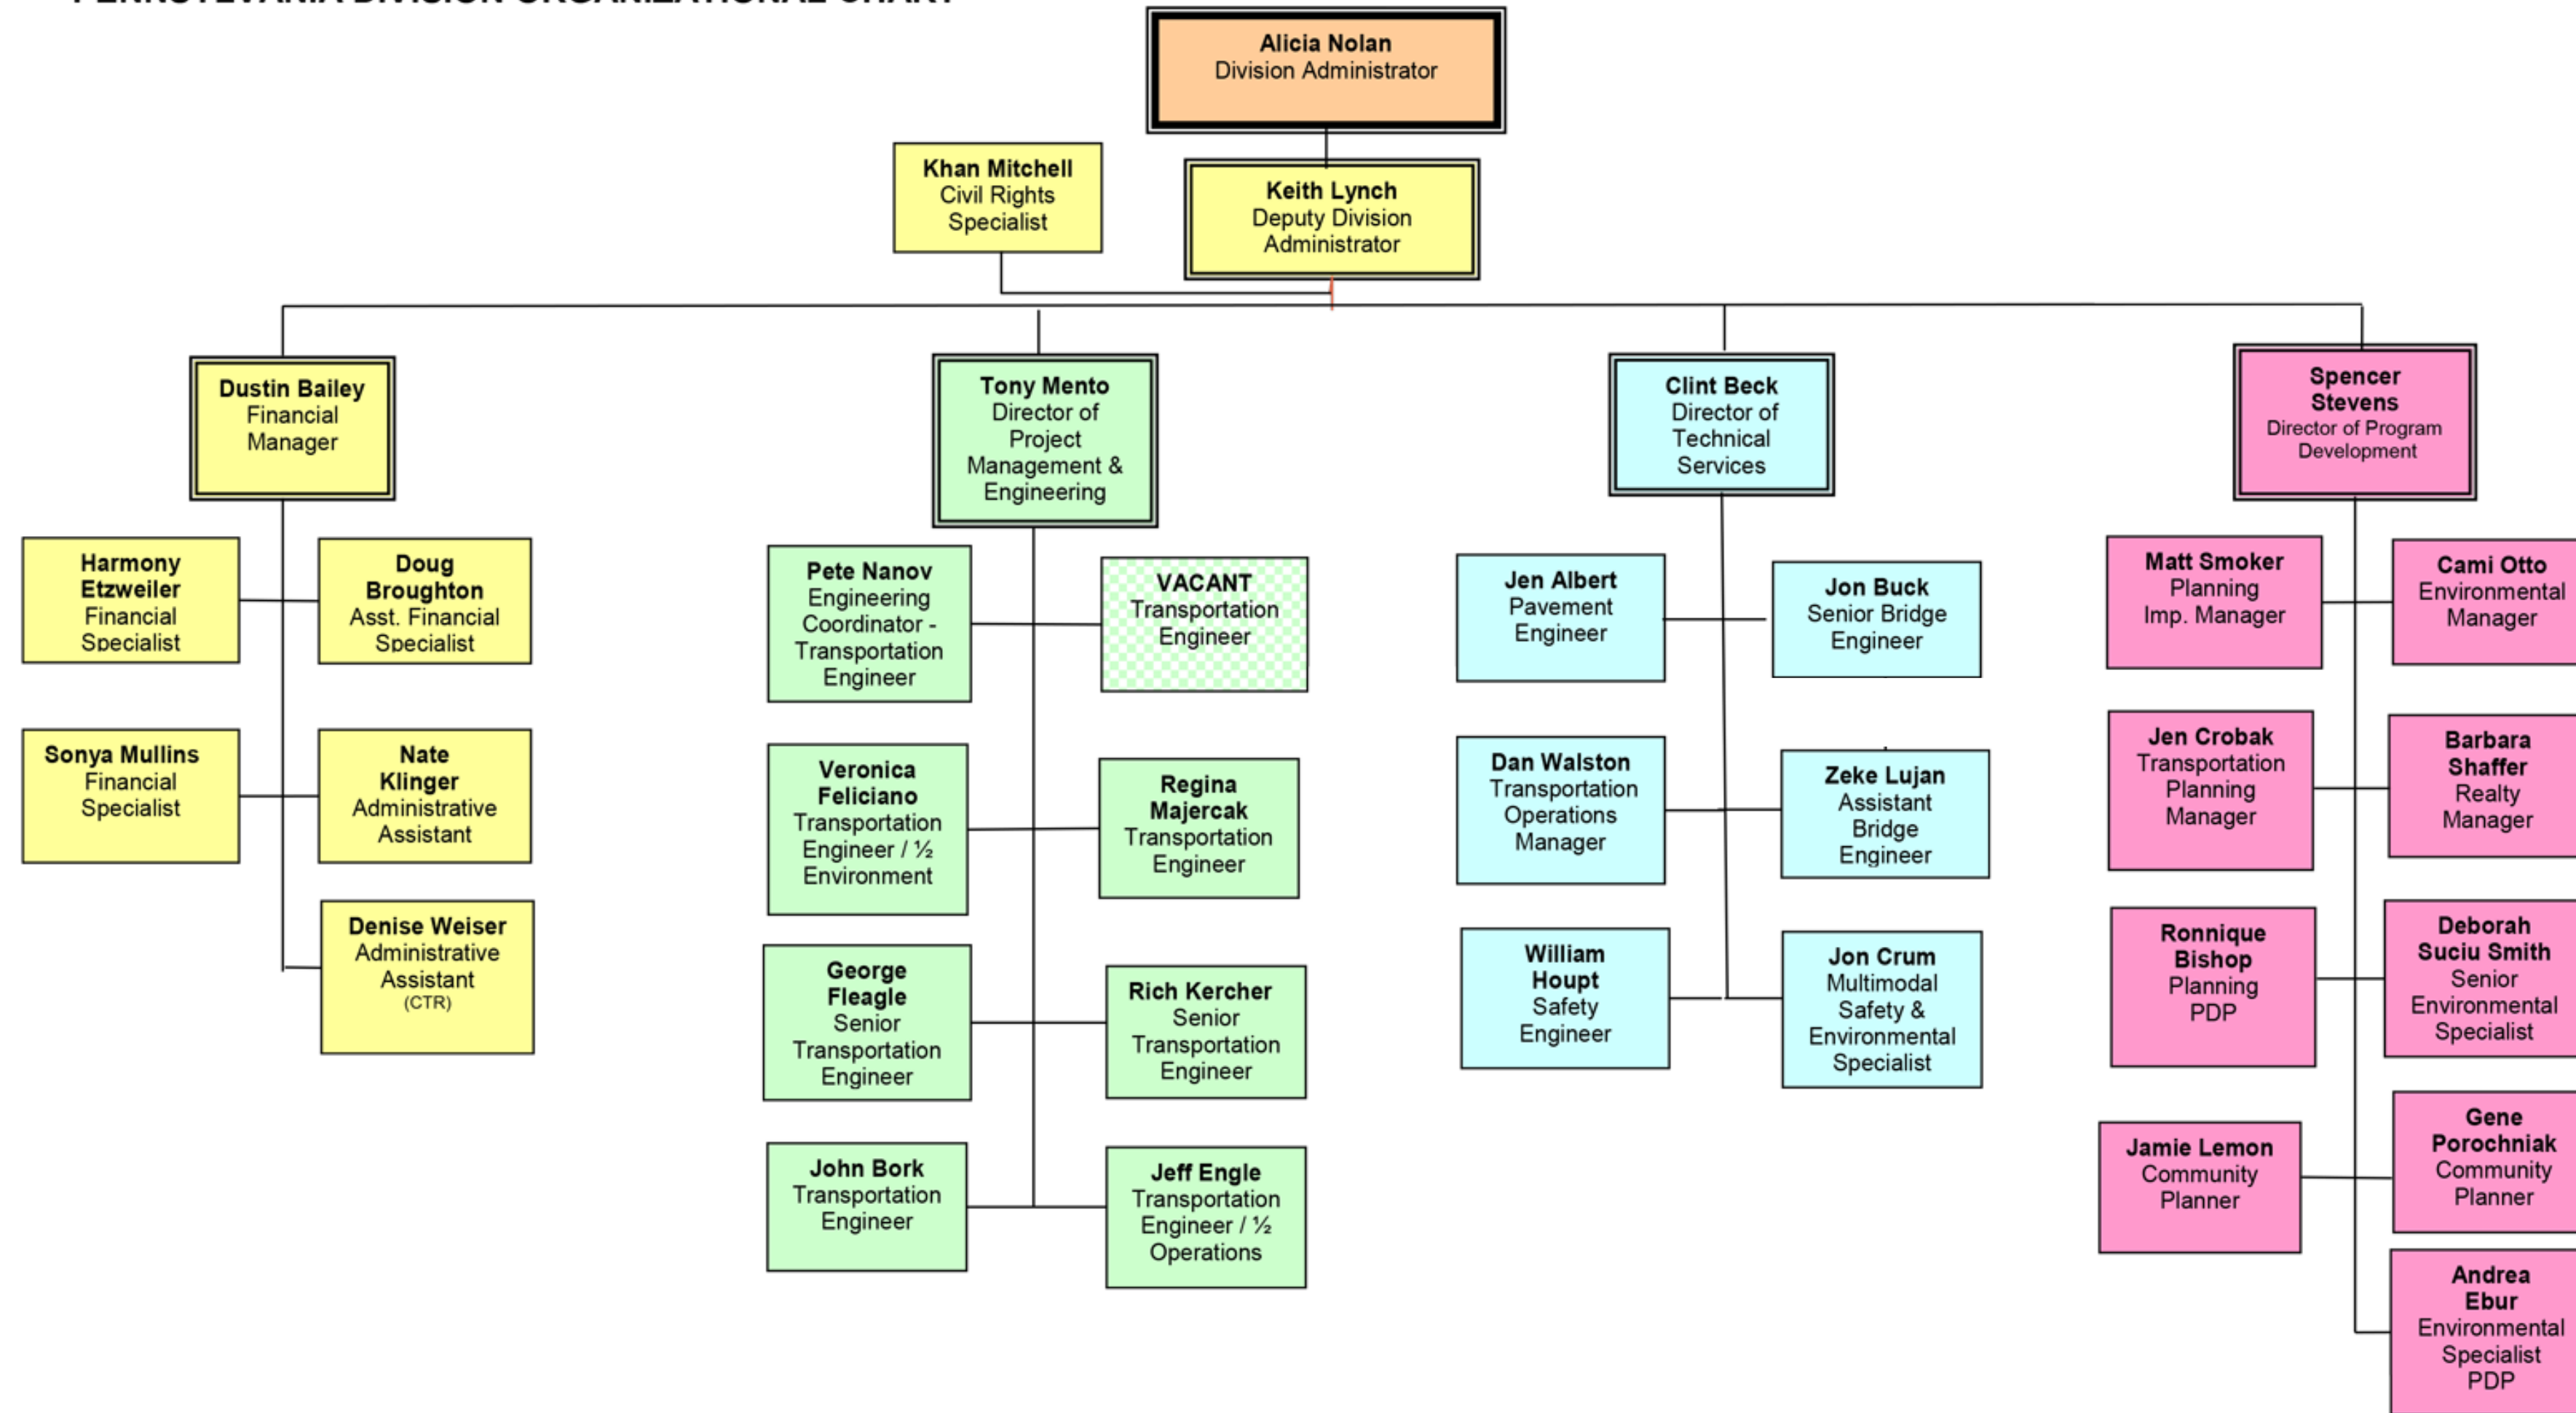 PENNSYLVANIA DIVISION ORGANIZATIONAL CHART
Alicia Nolan
Division Administrator
Khan Mitchell
Civil Rights
Specialist
Keith Lynch
Deputy Division
Administrator
Dustin Bailey
Financial
Manager
Tony Mento
Director of
Project
Management &
Engineering
Clint Beck
Director of
Technical
Services
Spencer
Stevens
Director of Program
Development
Harmony
Etzweiler
Financial
Specialist
Doug
Broughton
Asst. Financial
Specialist
Sonya Mullins
Financial
Specialist
Nate
Klinger
Administrative
Assistant
Denise Weiser
Administrative
Assistant
(CTR)
Pete Nanov
Engineering
Coordinator -
Transportation
Engineer
VACANT
Transportation
Engineer
Veronica
Feliciano
Transportation
Engineer / ½
Environment
Regina
Majercak
Transportation
Engineer
George
Fleagle
Senior
Transportation
Engineer
Rich Kercher
Senior
Transportation
Engineer
John Bork
Transportation
Engineer
Jeff Engle
Transportation
Engineer / ½
Operations
Jen Albert
Pavement
Engineer
Jon Buck
Senior Bridge
Engineer
Dan Walston
Transportation
Operations
Manager
Zeke Lujan
Assistant
Bridge
Engineer
William
Houpt
Safety
Engineer
Jon Crum
Multimodal
Safety &
Environmental
Specialist
Matt Smoker
Planning
Imp. Manager
Cami Otto
Environmental
Manager
Jen Crobak
Transportation
Planning
Manager
Barbara
Shaffer
Realty
Manager
Ronnique
Bishop
Planning
PDP
Deborah
Suciu Smith
Senior
Environmental
Specialist
Jamie Lemon
Community
Planner
Gene
Porochniak
Community
Planner
Andrea
Ebur
Environmental
Specialist
PDP